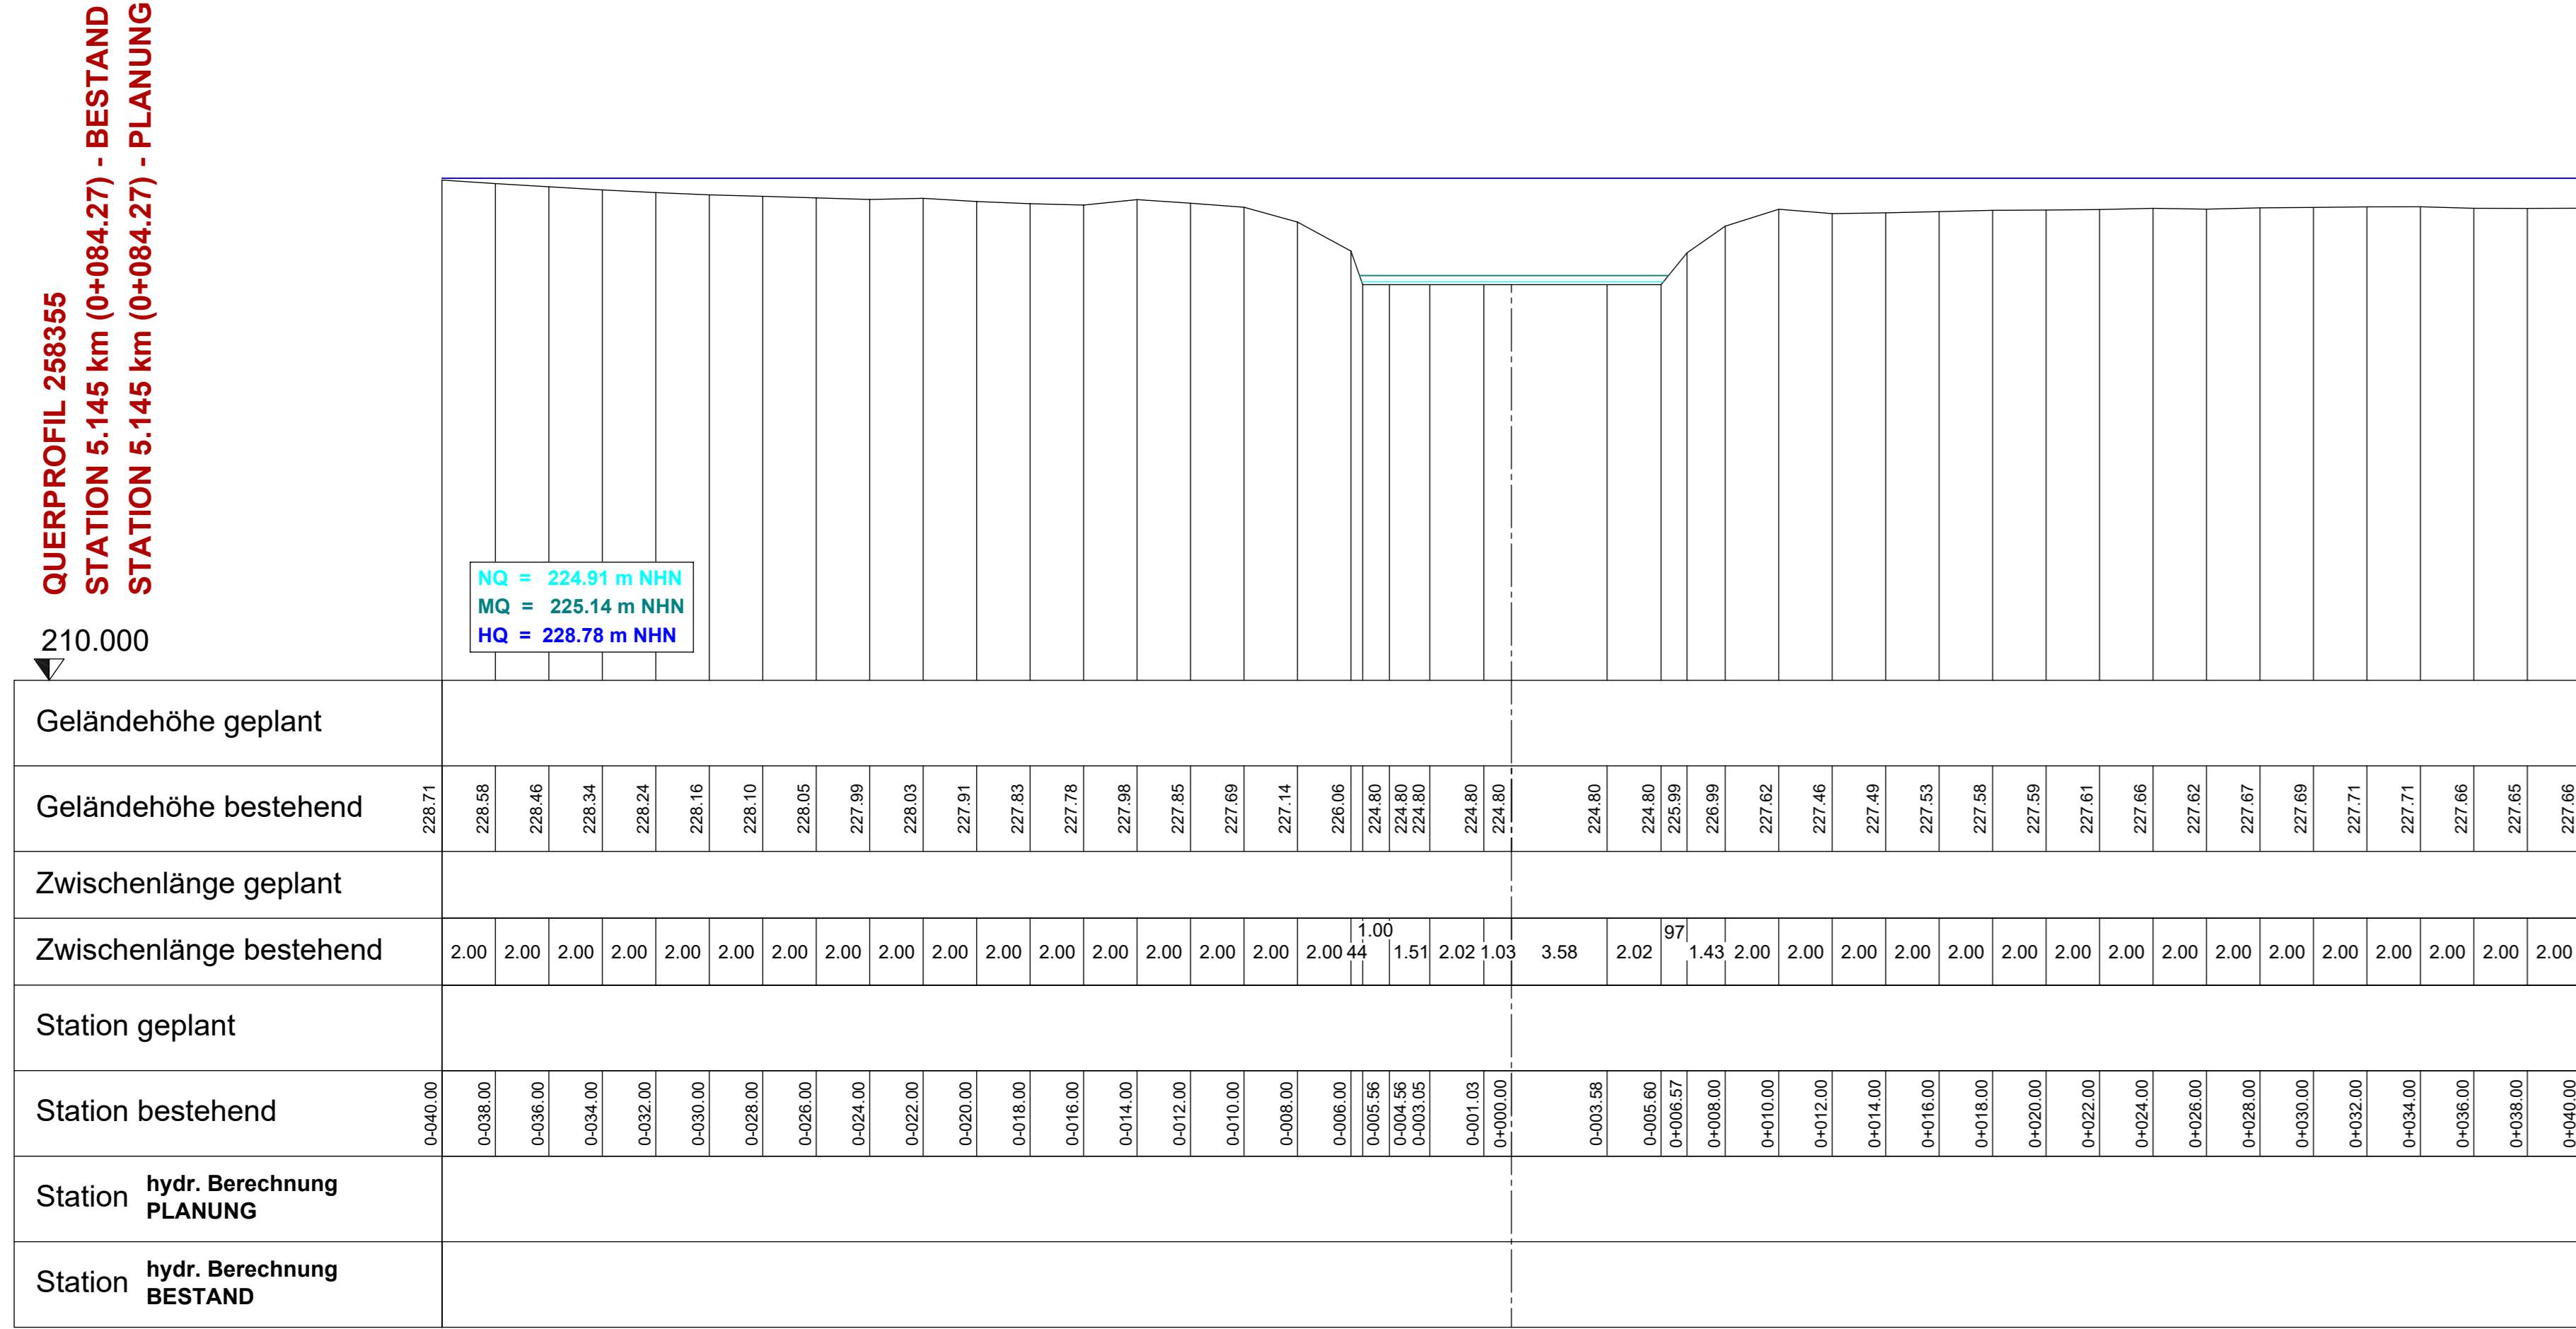 QUERPROFIL 2583355
STATION 5.145 km (0+084.27) - BESTAND
STATION 5.145 km (0+084.27) - PLANUNG
NQ = 224.91 m NHN
MQ = 225.14 m NHN
HQ = 228.78 m NHN
210.000
Geländehöhe geplant
Geländehöhe bestehend 228.71 228.58 228.46 228.34 228.24 228.16 228.10 228.05 227.99 228.03 227.91 227.83 227.78 227.98 227.85 227.69 227.14 226.06 224.80 224.80 224.80 224.80 224.80 224.80 224.80 225.99 226.99 227.62 227.46 227.49 227.53 227.58 227.59 227.61 227.66 227.62 227.67 227.69 227.71 227.71 227.66 227.65 227.66
Zwischenlänge geplant
Zwischenlänge bestehend 2.00 2.00 2.00 2.00 2.00 2.00 2.00 2.00 2.00 2.00 2.00 2.00 2.00 2.00 2.00 2.00 2.00 44 1.00 1.51 2.02 1.03 3.58 2.02 97 1.43 2.00 2.00 2.00 2.00 2.00 2.00 2.00 2.00 2.00 2.00 2.00 2.00 2.00 2.00 2.00 2.00
Station geplant
Station bestehend 0-040.00 0-038.00 0-036.00 0-034.00 0-032.00 0-030.00 0-028.00 0-026.00 0-024.00 0-022.00 0-020.00 0-018.00 0-016.00 0-014.00 0-012.00 0-010.00 0-008.00 0-006.00 0-005.56 0-004.56 0-003.05 0-001.03 0+000.00 0-003.58 0-005.60 0+006.57 0+008.00 0+010.00 0+012.00 0+014.00 0+016.00 0+018.00 0+020.00 0+022.00 0+024.00 0+026.00 0+028.00 0+030.00 0+032.00 0+034.00 0+036.00 0+038.00 0+040.00
Station hydr. Berechnung
PLANUNG
Station hydr. Berechnung
BESTAND